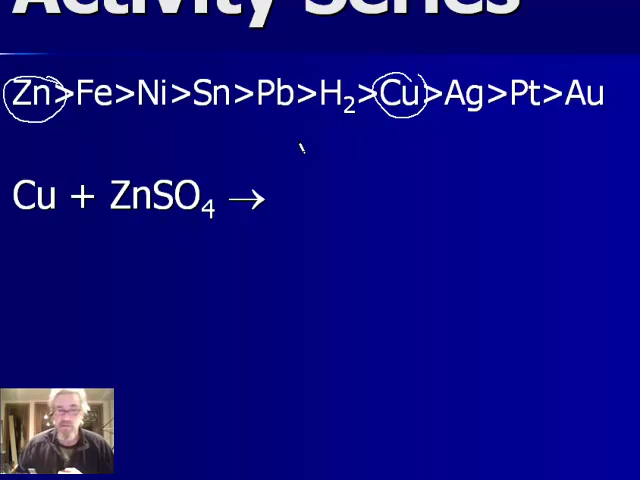 Activity Series
Zn>Fe>Ni>Sn>Pb>H₂>Cu>Ag>Pt>Au
Cu + ZnSO₄ →